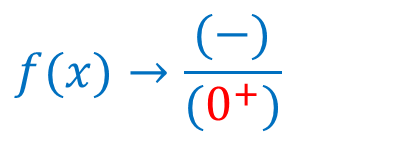 f(x) → (−)/(0⁺)